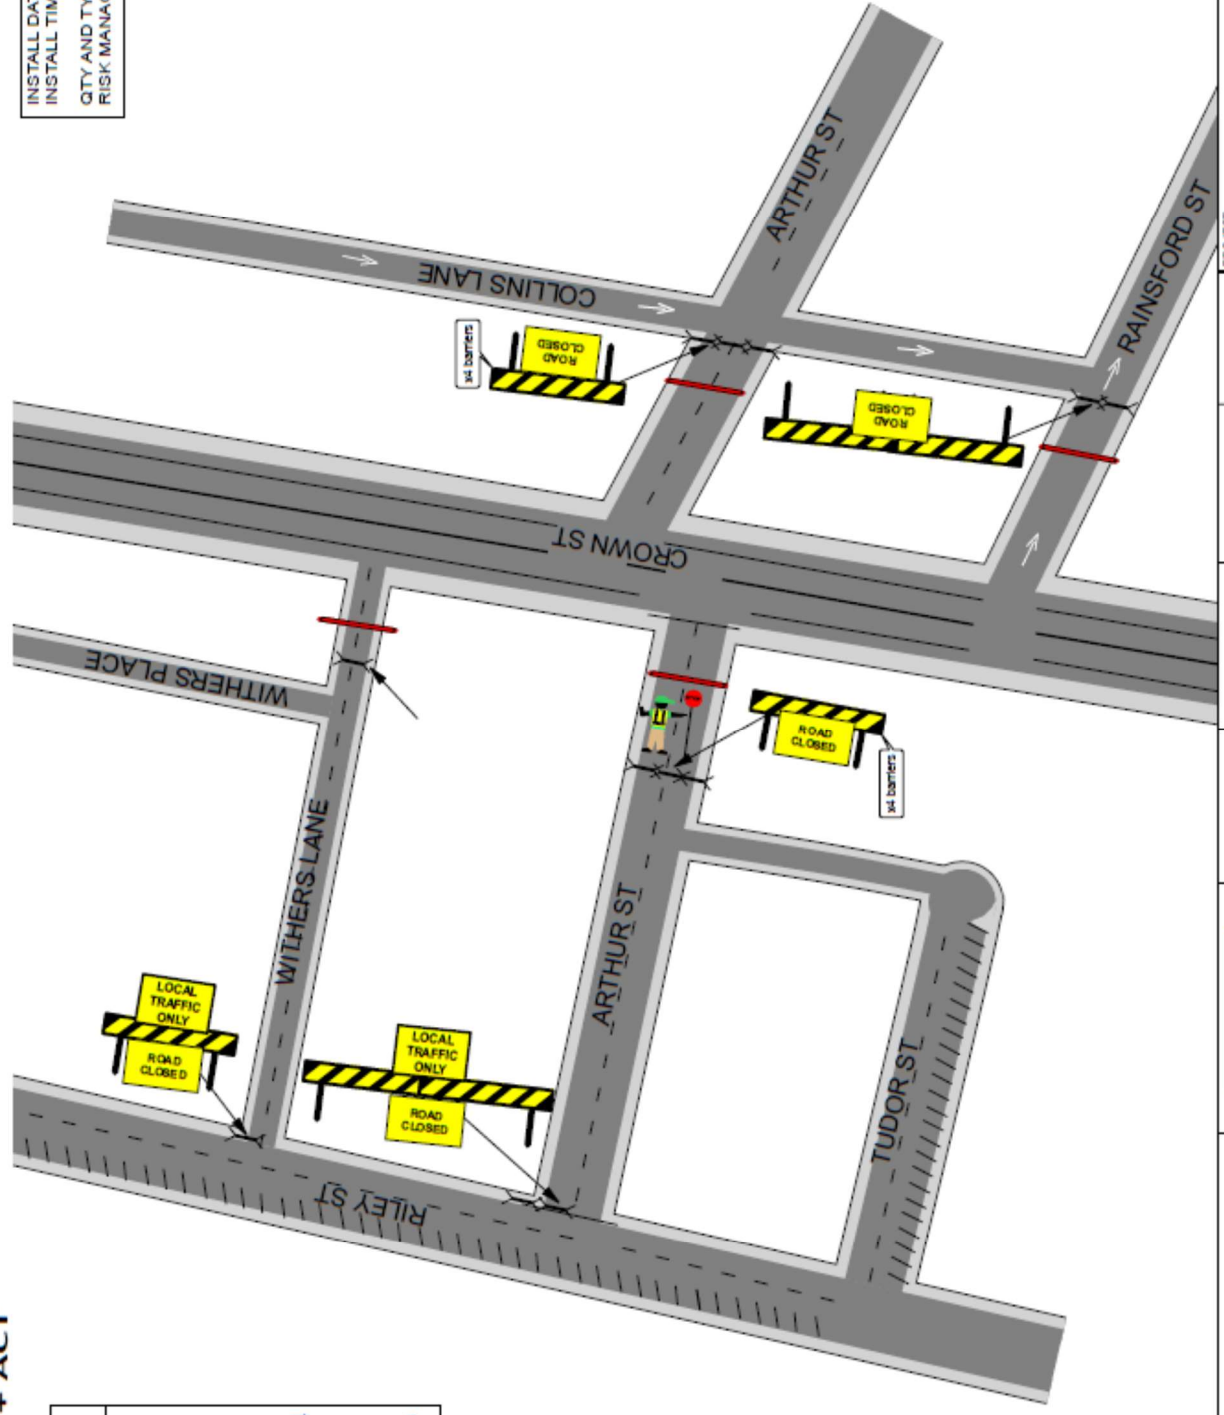 INSTALL DAT
INSTALL TIM
QTY AND TY
RISK MANAG
ARTHUR ST
COLLINS LANE
RAINSFORD ST
x4 barriers
ROAD
CLOSED
ROAD
CLOSED
CROWN ST
WITHERS PLACE
ROAD
CLOSED
x4 barriers
WITHERS LANE
ARTHUR ST
LOCAL
TRAFFIC
ONLY
ROAD
CLOSED
LOCAL
TRAFFIC
ONLY
ROAD
CLOSED
TUDOR ST
RILEY ST